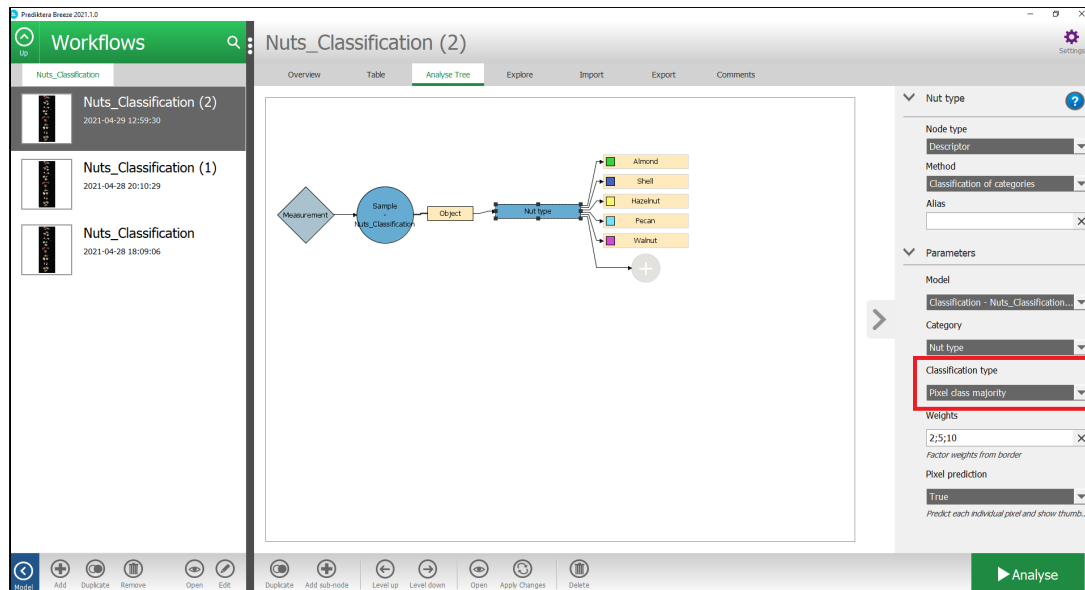 Prediktera Breeze 2021.1.0
Up
Workflows
Nuts_Classification (2)
Settings
Nuts_Classification
Overview
Table
Analyse Tree
Explore
Import
Export
Comments
Nuts_Classification (2)
2021-04-29 12:59:30
Nuts_Classification (1)
2021-04-28 20:10:29
Nuts_Classification
2021-04-28 18:09:06
Measurement
Sample
-
Nuts_Classification
Object
Nut type
Almond
Shell
Hazelnut
Pecan
Walnut
Nut type
?
Node type
Descriptor
Method
Classification of categories
Alias
Parameters
Model
Classification - Nuts_Classification...
Category
Nut type
Classification type
Pixel class majority
Weights
2;5;10
Factor weights from border
Pixel prediction
True
Predict each individual pixel and show thumb...
Model
Add
Duplicate
Remove
Open
Edit
Duplicate
Add sub-node
Level up
Level down
Open
Apply Changes
Delete
Analyse